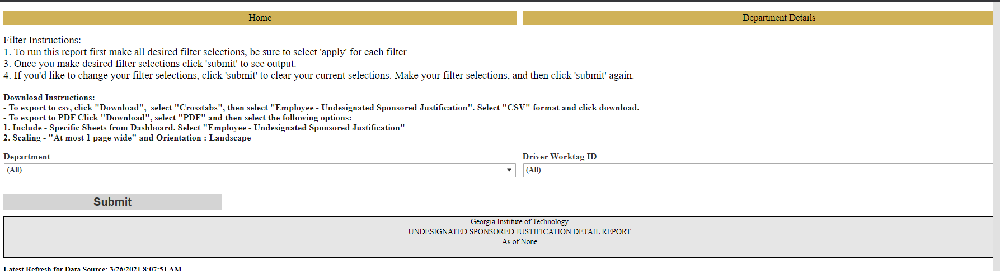 Home
Department Details
Filter Instructions:
1. To run this report first make all desired filter selections, be sure to select 'apply' for each filter
3. Once you make desired filter selections click 'submit' to see output.
4. If you'd like to change your filter selections, click 'submit' to clear your current selections. Make your filter selections, and then click 'submit' again.
Download Instructions:
- To export to csv, click "Download",  select "Crosstabs", then select "Employee - Undesignated Sponsored Justification". Select "CSV" format and click download.
- To export to PDF Click "Download", select "PDF" and then select the following options:
1. Include - Specific Sheets from Dashboard. Select "Employee - Undesignated Sponsored Justification"
2. Scaling - "At most 1 page wide" and Orientation : Landscape
Department
Driver Worktag ID
(All)
(All)
Submit
Georgia Institute of Technology
UNDESIGNATED SPONSORED JUSTIFICATION DETAIL REPORT
As of None
Latest Refresh for Data Source: 3/26/2021 8:07:51 AM